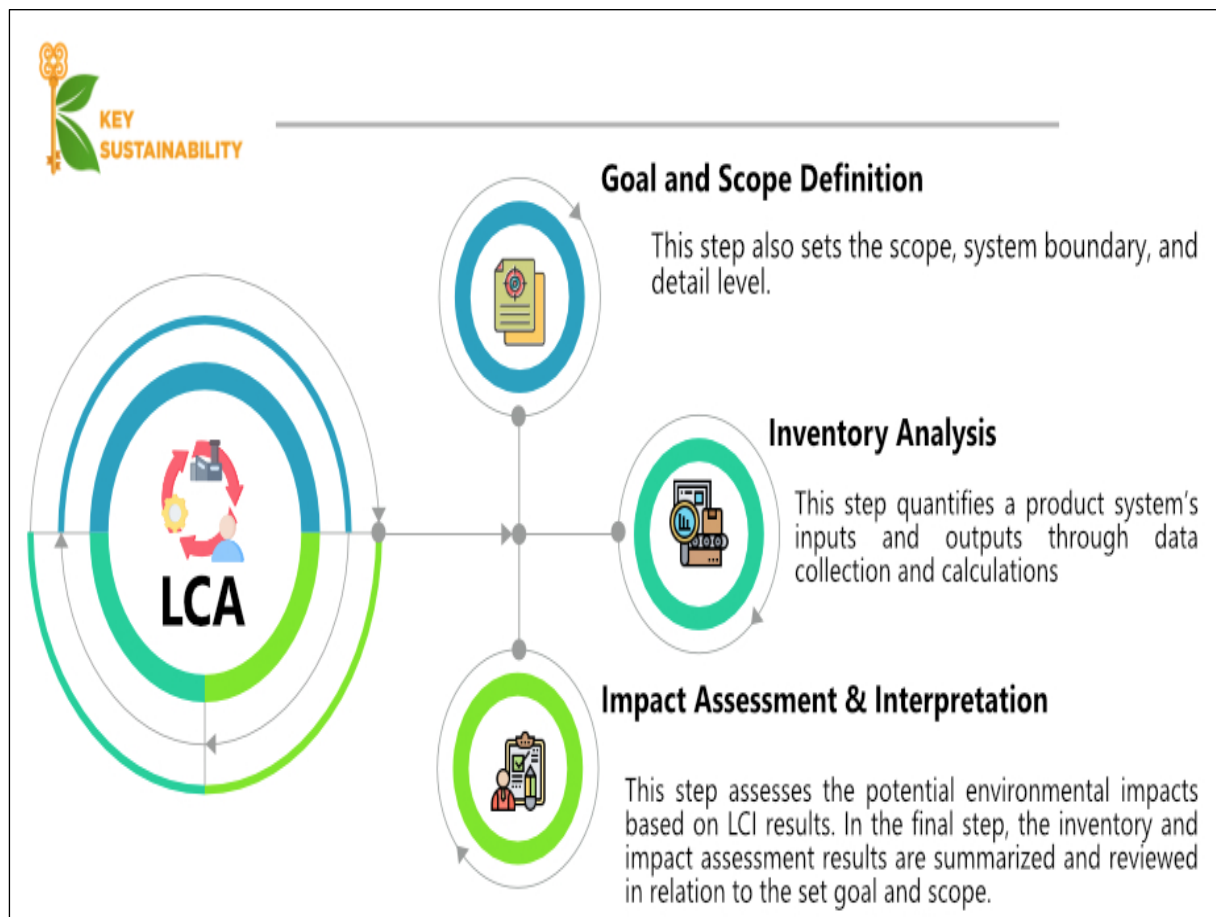 KEY
SUSTAINABILITY
Goal and Scope Definition
This step also sets the scope, system boundary, and
detail level.
Inventory Analysis
This step quantifies a product system's
inputs and outputs through data
collection and calculations
LCA
Impact Assessment & Interpretation
This step assesses the potential environmental impacts
based on LCI results. In the final step, the inventory and
impact assessment results are summarized and reviewed
in relation to the set goal and scope.